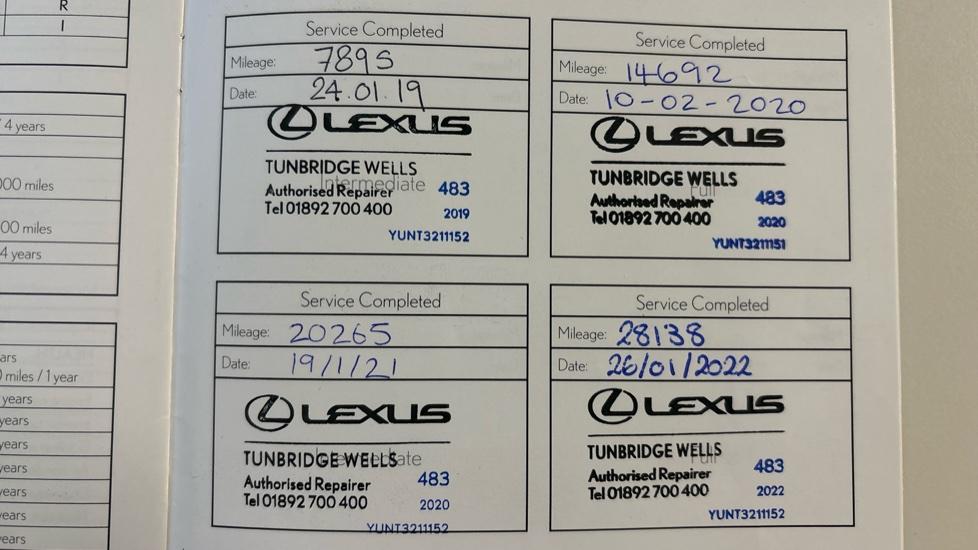 R
I
4 years
000 miles
00 miles
4 years
ars
miles / 1 year
years
years
years
years
years
ears
ears
Service Completed
Mileage: 7895
Date: 24.01.19
LEXUS
TUNBRIDGE WELLS
Intermediate
Authorised Repairer 483
Tel 01892 700 400 2019
YUNT3211152
Service Completed
Mileage: 14692
Date: 10-02-2020
LEXUS
TUNBRIDGE WELLS
Full
Authorised Repairer 483
Tel 01892 700 400 2020
YUNT3211151
Service Completed
Mileage: 20265
Date: 19/1/21
LEXUS
Intermediate
TUNBRIDGE WELLS
Authorised Repairer 483
Tel 01892 700 400 2020
YUNT3211152
Service Completed
Mileage: 28138
Date: 26/01/2022
LEXUS
TUNBRIDGE WELLS
Full
Authorised Repairer 483
Tel 01892 700 400 2022
YUNT3211152